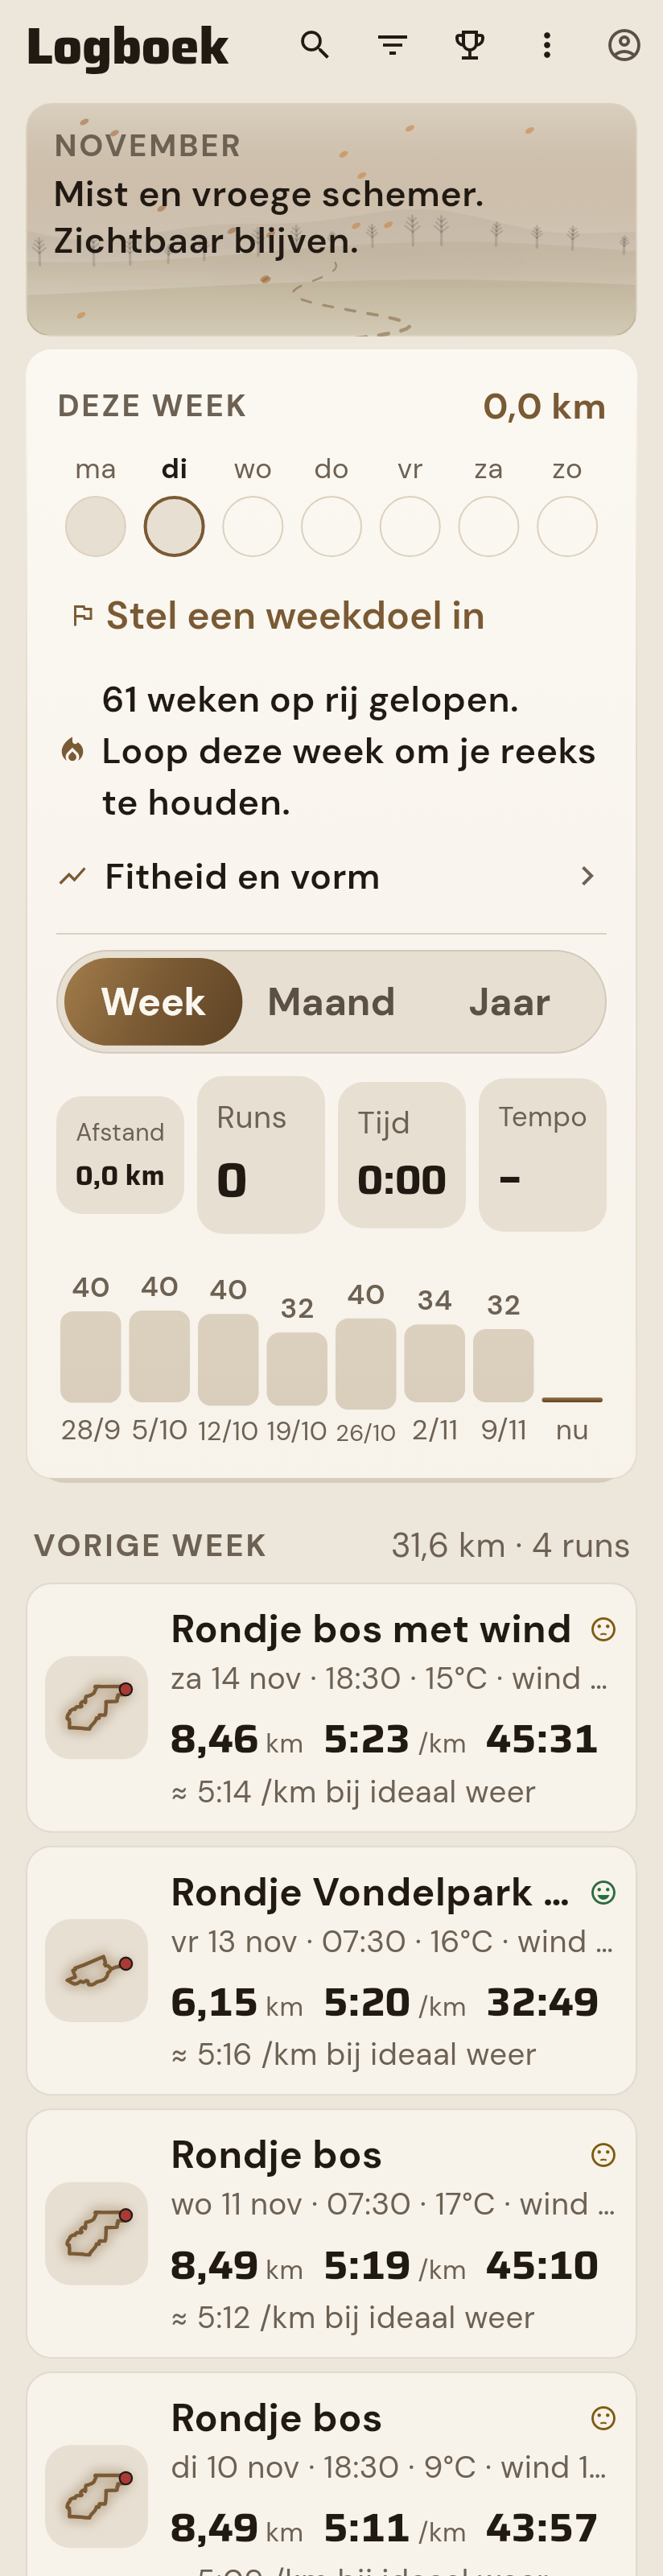 Logboek
NOVEMBER
Mist en vroege schemer.
Zichtbaar blijven.
DEZE WEEK 0,0 km
ma di wo do vr za zo
Stel een weekdoel in
61 weken op rij gelopen.
Loop deze week om je reeks
te houden.
Fitheid en vorm
Week Maand Jaar
Afstand Runs Tijd Tempo
0,0 km 0 0:00 –
40 40 40 32 40 34 32
28/9 5/10 12/10 19/10 26/10 2/11 9/11 nu
VORIGE WEEK 31,6 km · 4 runs
Rondje bos met wind
za 14 nov · 18:30 · 15°C · wind ...
8,46 km 5:23 /km 45:31
≈ 5:14 /km bij ideaal weer
Rondje Vondelpark ...
vr 13 nov · 07:30 · 16°C · wind ...
6,15 km 5:20 /km 32:49
≈ 5:16 /km bij ideaal weer
Rondje bos
wo 11 nov · 07:30 · 17°C · wind ...
8,49 km 5:19 /km 45:10
≈ 5:12 /km bij ideaal weer
Rondje bos
di 10 nov · 18:30 · 9°C · wind 1...
8,49 km 5:11 /km 43:57